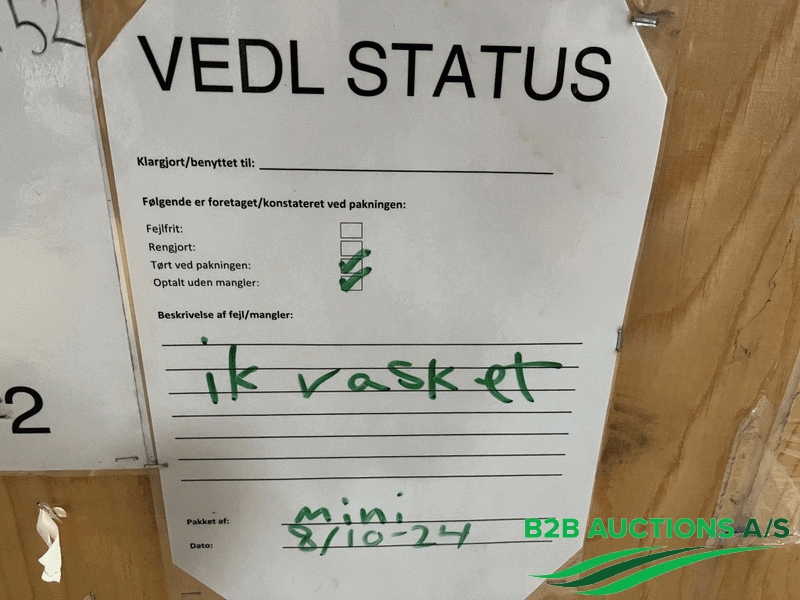 52
VEDL STATUS
Klargjort/benyttet til:
Følgende er foretaget/konstateret ved pakningen:
Fejlfrit:
Rengjort:
Tørt ved pakningen:
Optalt uden mangler:
Beskrivelse af fejl/mangler:
ik vasket
-2
Pakket af: mini
Dato: 8/10-24
B2B AUCTIONS A/S